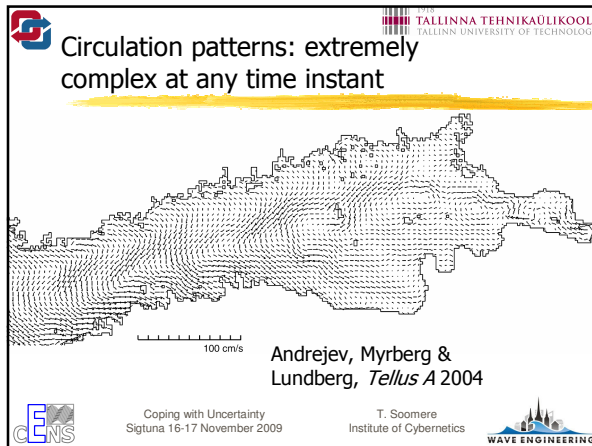 1918
TALLINNA TEHNIKAÜLIKOOL
TALLINN UNIVERSITY OF TECHNOLOG
Circulation patterns: extremely
complex at any time instant
100 cm/s
Andrejev, Myrberg &
Lundberg, Tellus A 2004
CENS
Coping with Uncertainty
Sigtuna 16-17 November 2009
T. Soomere
Institute of Cybernetics
WAVE ENGINEERING